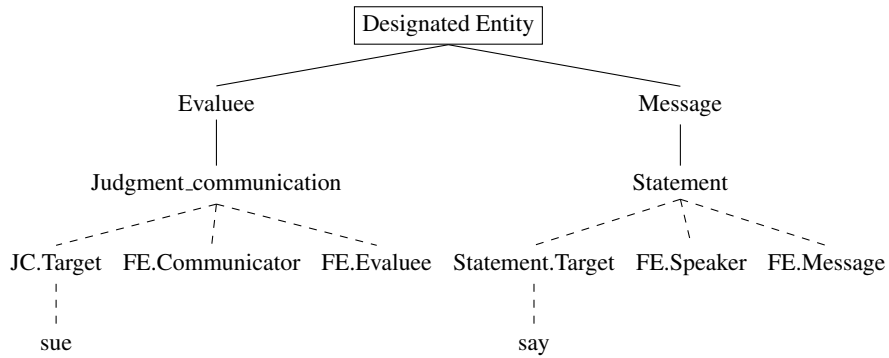 Designated Entity
Evaluee Message
Judgment_communication Statement
JC.Target FE.Communicator FE.Evaluee Statement.Target FE.Speaker FE.Message
sue say